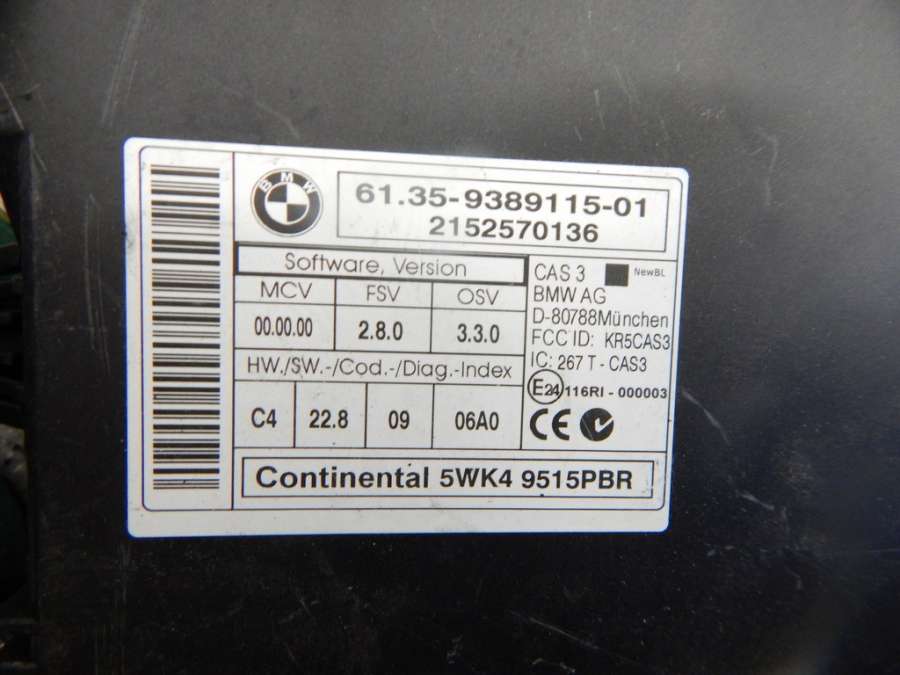 BMW
61.35-9389115-01
2152570136
Software, Version
MCV FSV OSV
00.00.00 2.8.0 3.3.0
HW./SW.-/Cod.-/Diag.-Index
C4 22.8 09 06A0
CAS 3 NewBL
BMW AG
D-80788München
FCC ID: KR5CAS3
IC: 267 T - CAS3
E24 116RI - 000003
CE
Continental 5WK4 9515PBR